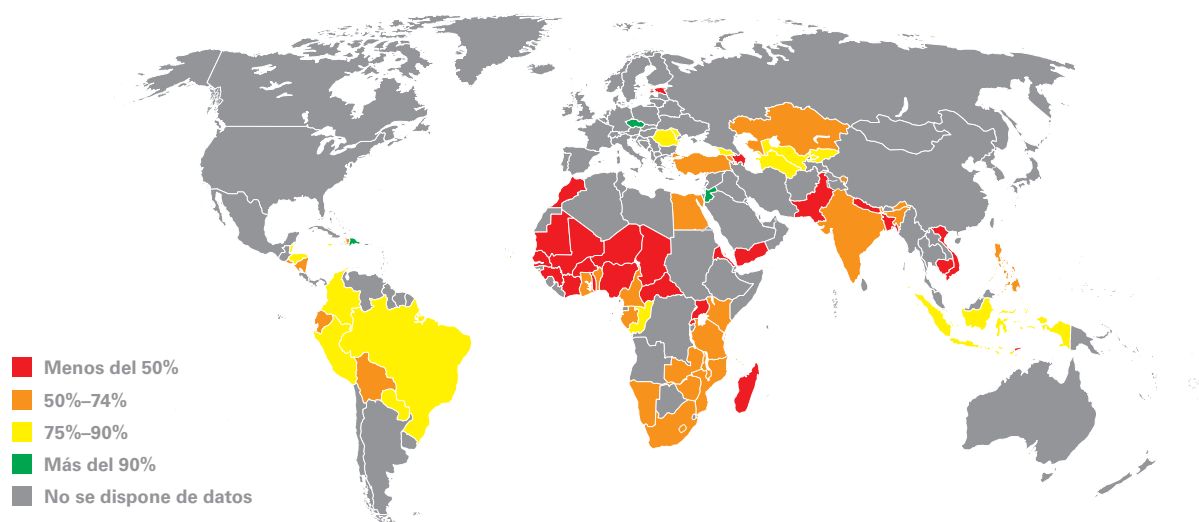 Menos del 50%
50%–74%
75%–90%
Más del 90%
No se dispone de datos